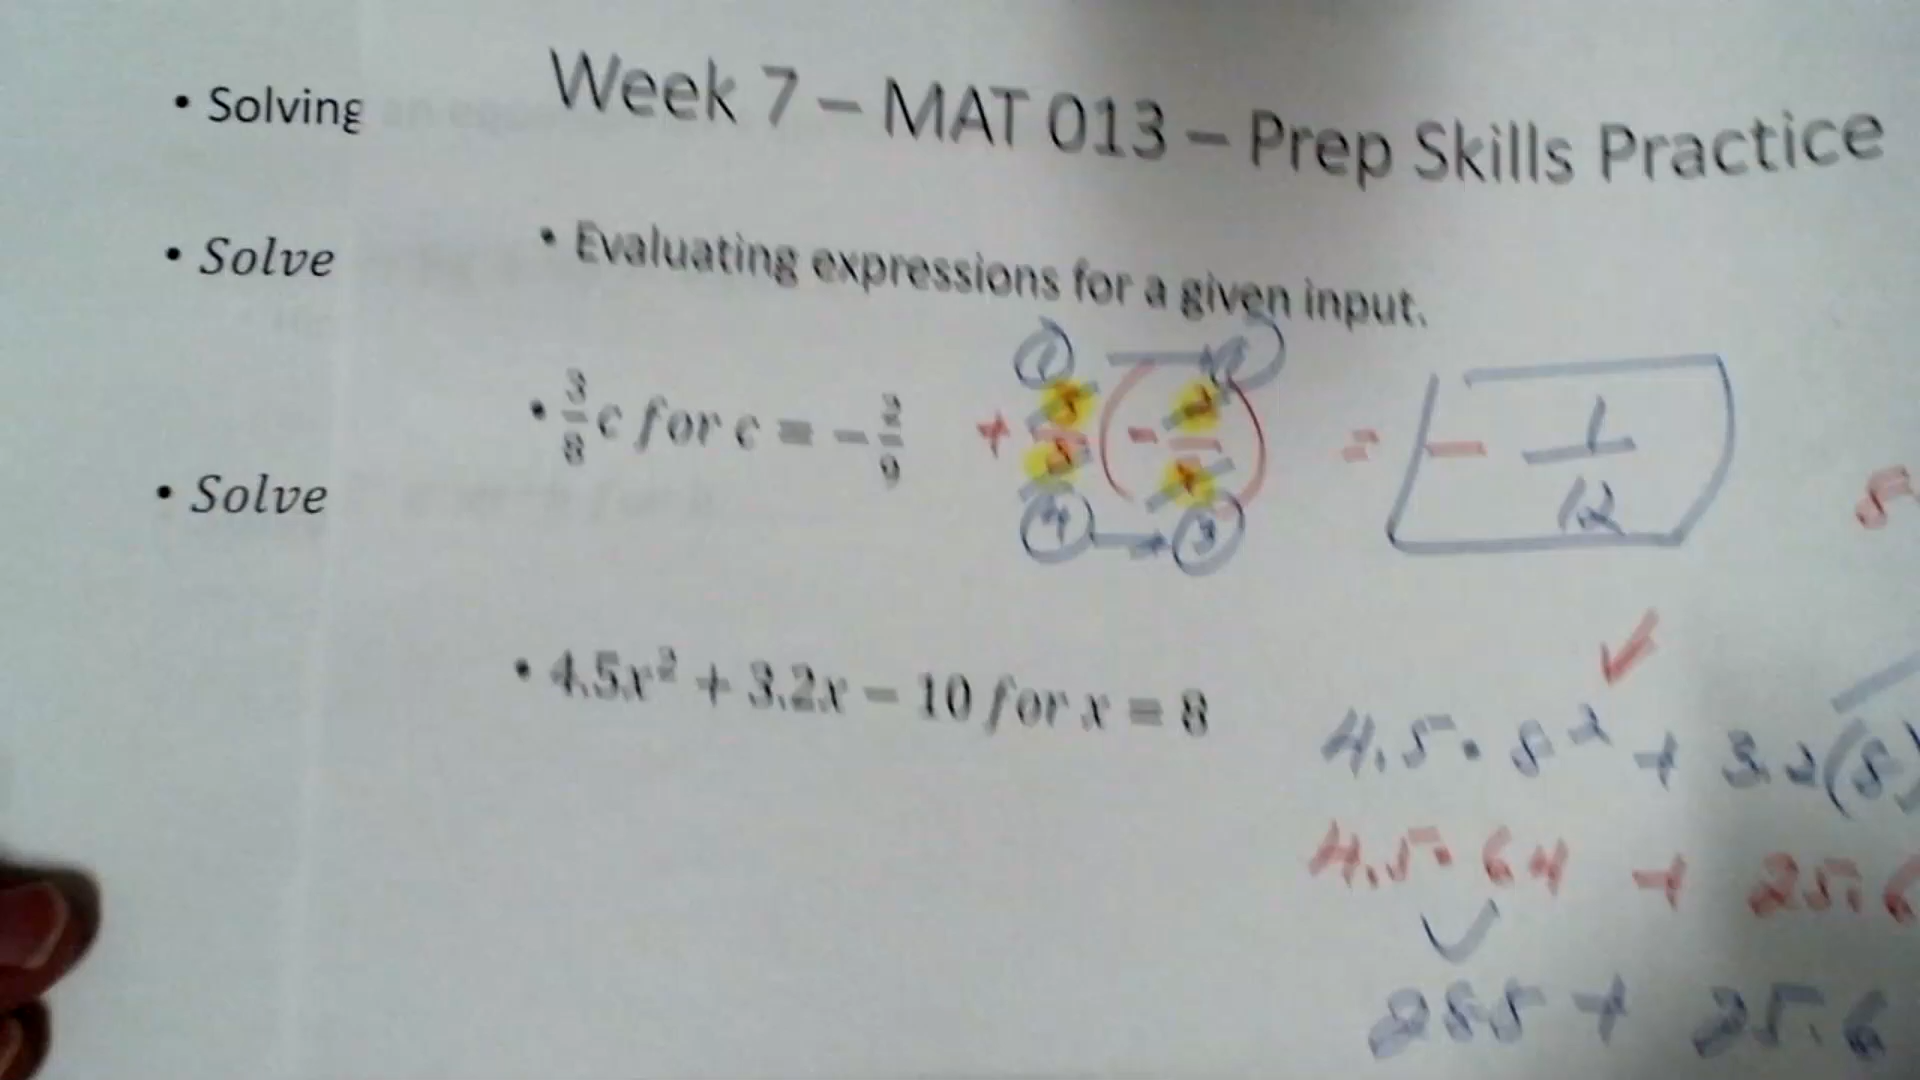 Week 7 – MAT 013 – Prep Skills Practice
• Solving
• Solve
• Evaluating expressions for a given input.
• 3/8 c for c = − 2/9
= − 1/12
• Solve
• 4.5x² + 3.2x − 10 for x = 8
4.5 · 8² + 3.2(8)
4.5 · 64 + 25.6
288 + 25.6